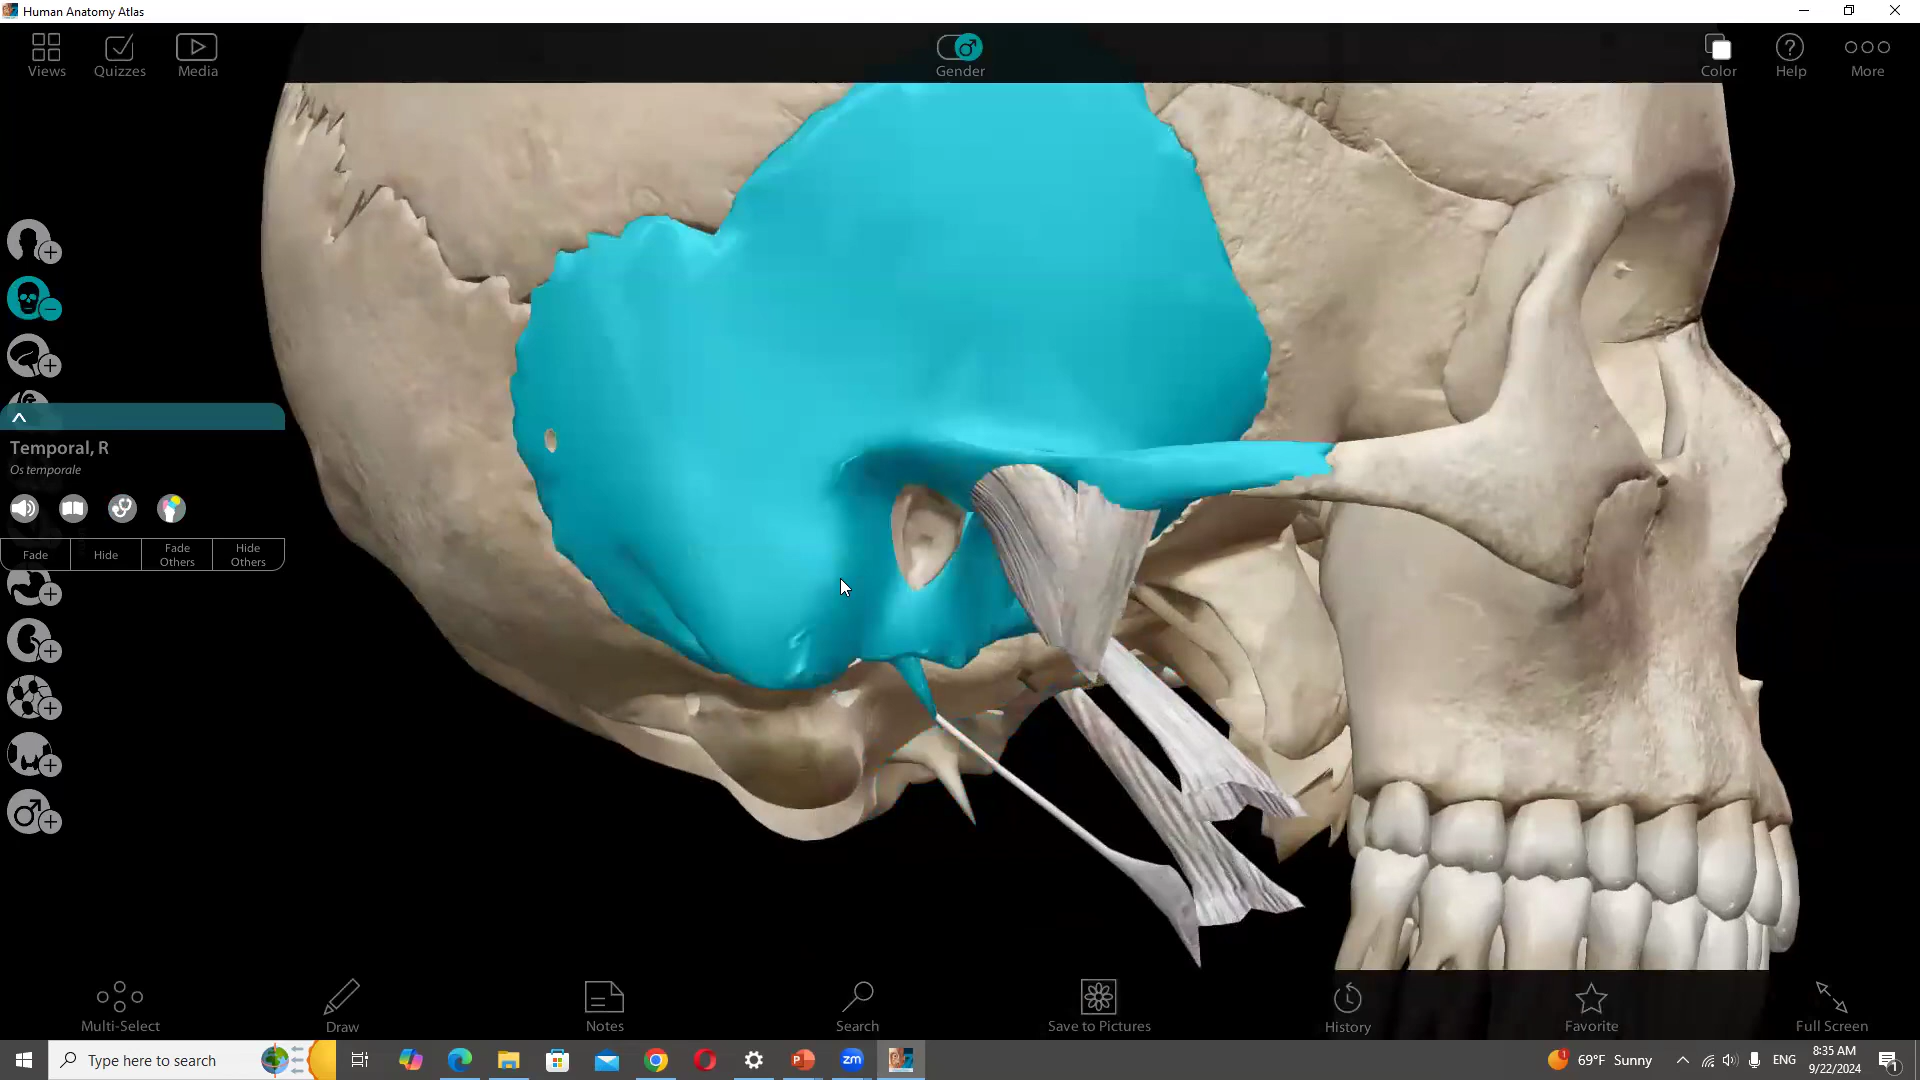 Human Anatomy Atlas
Views
Quizzes
Media
Gender
Color
Help
More
Temporal, R
Os temporale
Fade
Hide
Fade
Others
Hide
Others
Multi-Select
Draw
Notes
Search
Save to Pictures
History
Favorite
Full Screen
Type here to search
zm
69°F Sunny
ENG
8:35 AM
9/22/2024